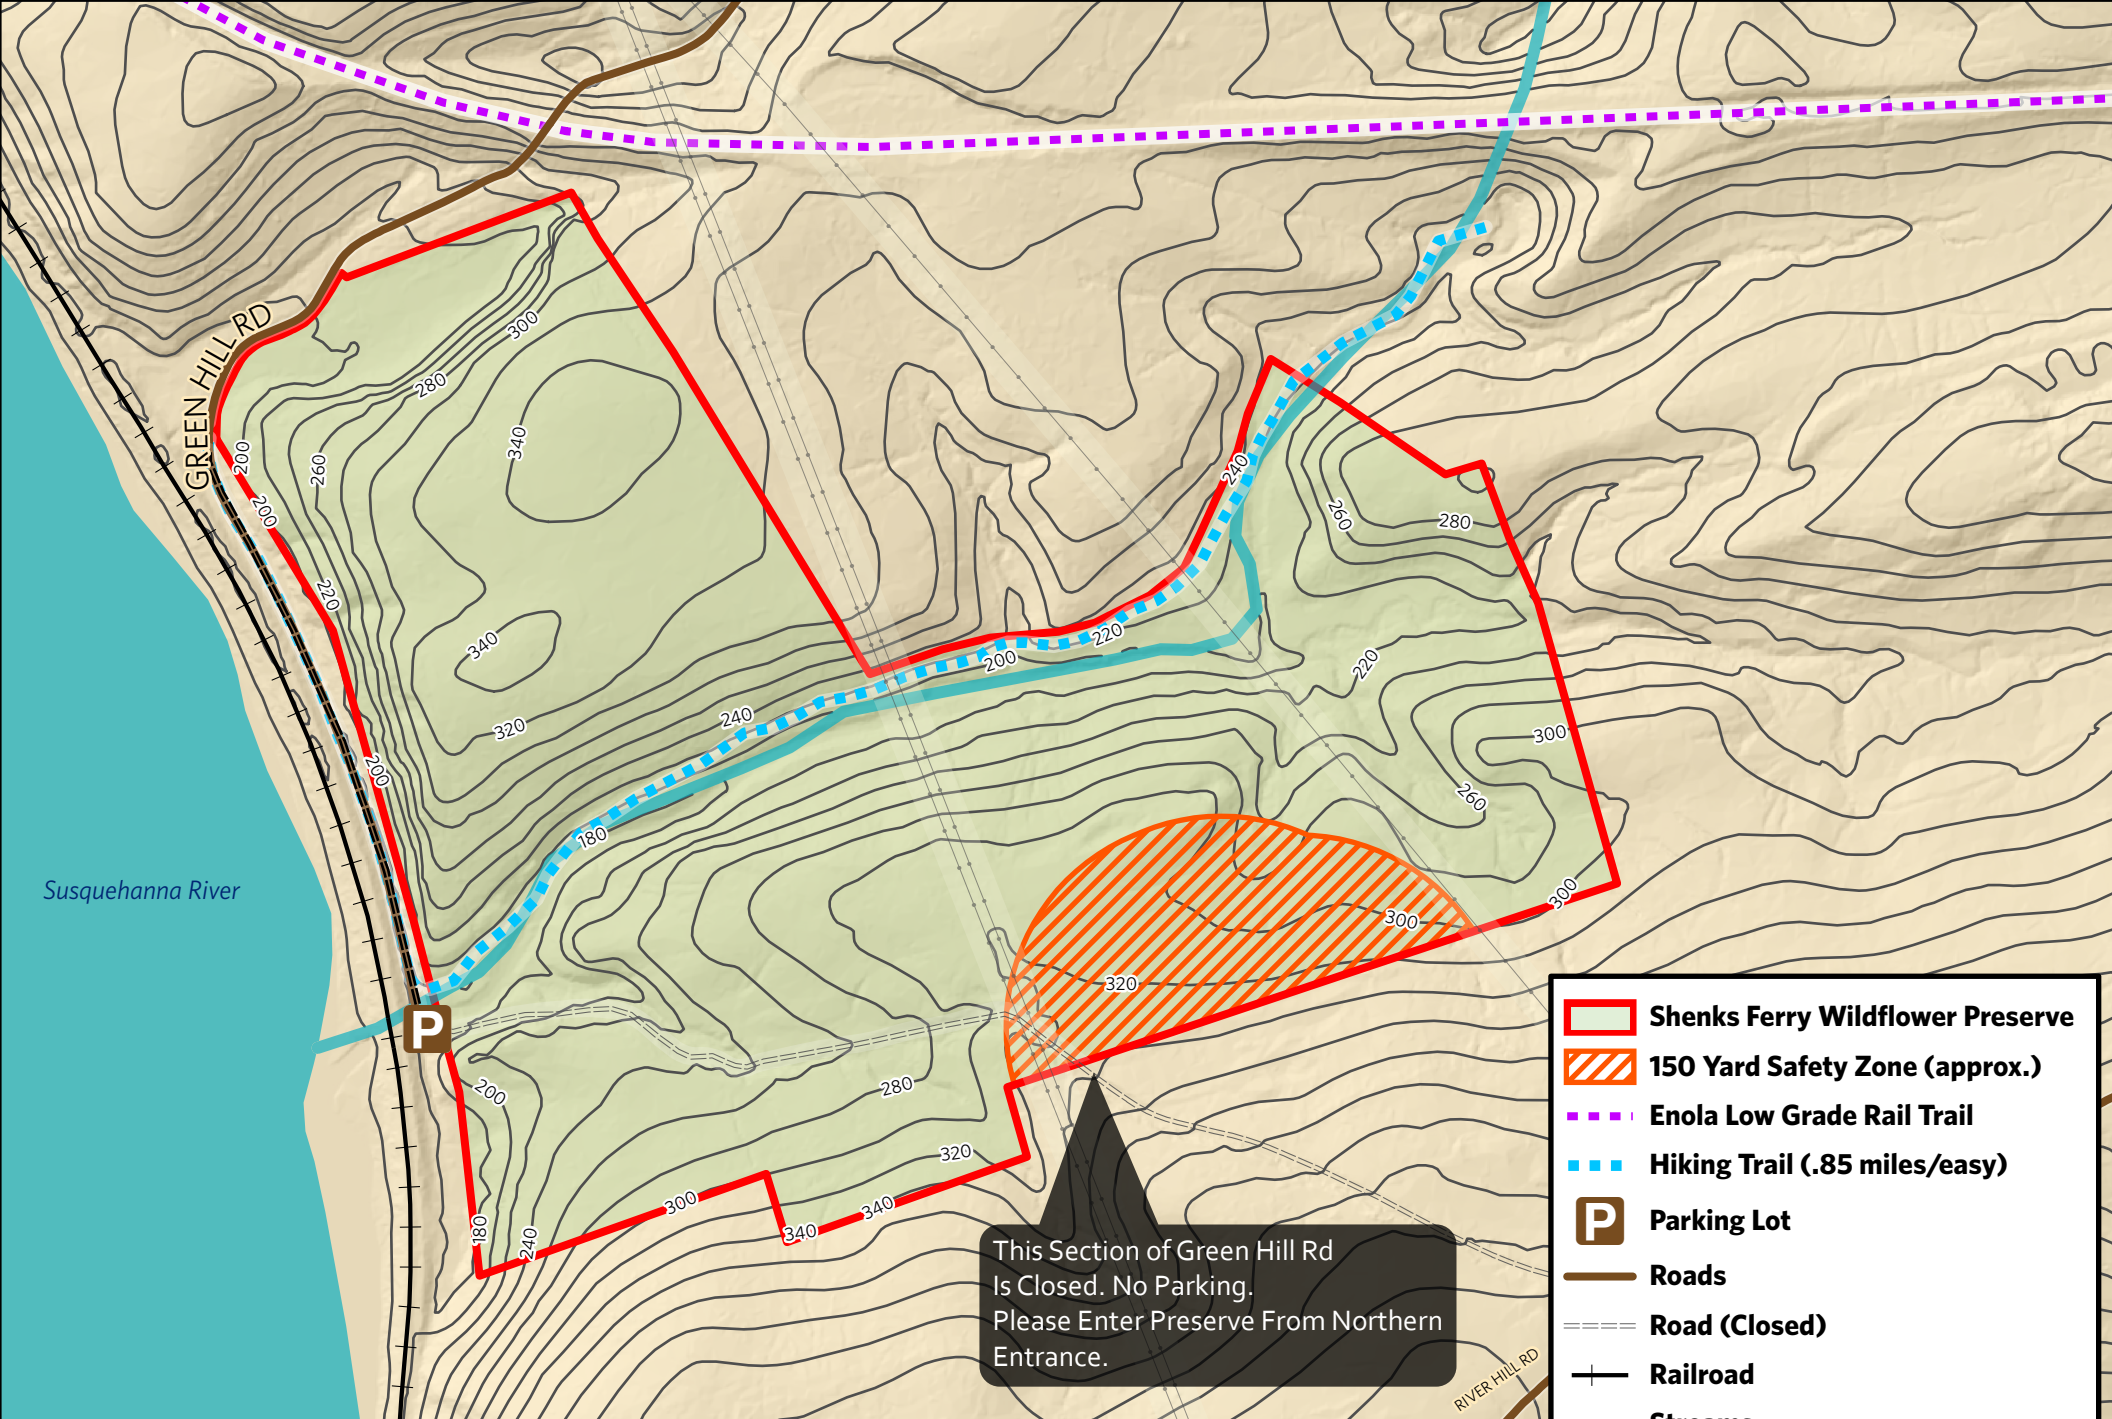 300
GREEN HILL RD
280
340
200
260
240
200
260
280
220
220
340
200
220
320
240
300
200
260
180
Susquehanna River
300
300
320
P
Shenks Ferry Wildflower Preserve
150 Yard Safety Zone (approx.)
Enola Low Grade Rail Trail
Hiking Trail (.85 miles/easy)
P Parking Lot
Roads
Road (Closed)
Railroad
200
280
320
300
340
340
180
240
This Section of Green Hill Rd
Is Closed. No Parking.
Please Enter Preserve From Northern
Entrance.
RIVER HILL RD